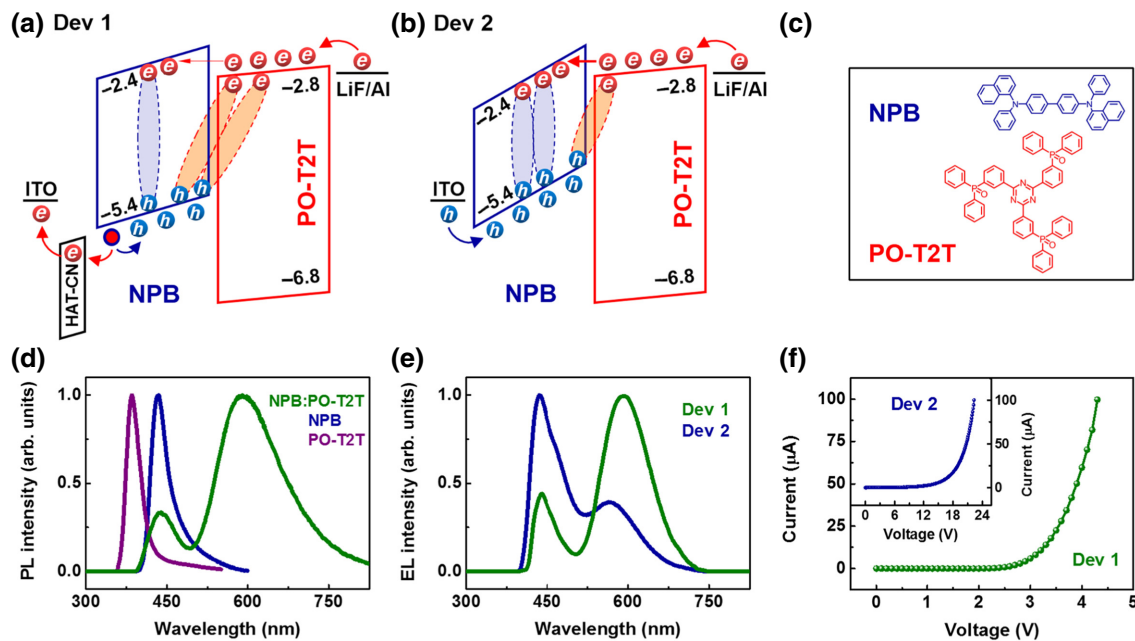 (a) Dev 1
e e e e e e e
−2.4
e e
−2.8
LiF/Al
PO-T2T
ITO
e
−5.4
h h h
h h h
e
HAT-CN
NPB
−6.8
(b) Dev 2
e e e e e e e
−2.4
e
−2.8
LiF/Al
PO-T2T
ITO
h
−5.4
h h h
h h h h
NPB
−6.8
(c)
NPB
N
N
PO-T2T
P O
P O
N N
N
P O
(d)
PL intensity (arb. units)
1.0
0.5
0.0
NPB:PO-T2T
NPB
PO-T2T
300 450 600 750
Wavelength (nm)
(e)
EL intensity (arb. units)
1.0
0.5
0.0
Dev 1
Dev 2
300 450 600 750
Wavelength (nm)
(f)
Current (μA)
100
75
50
25
0
Dev 2
100
50
0
Current (μA)
0 6 12 18 24
Voltage (V)
Dev 1
0 1 2 3 4 5
Voltage (V)